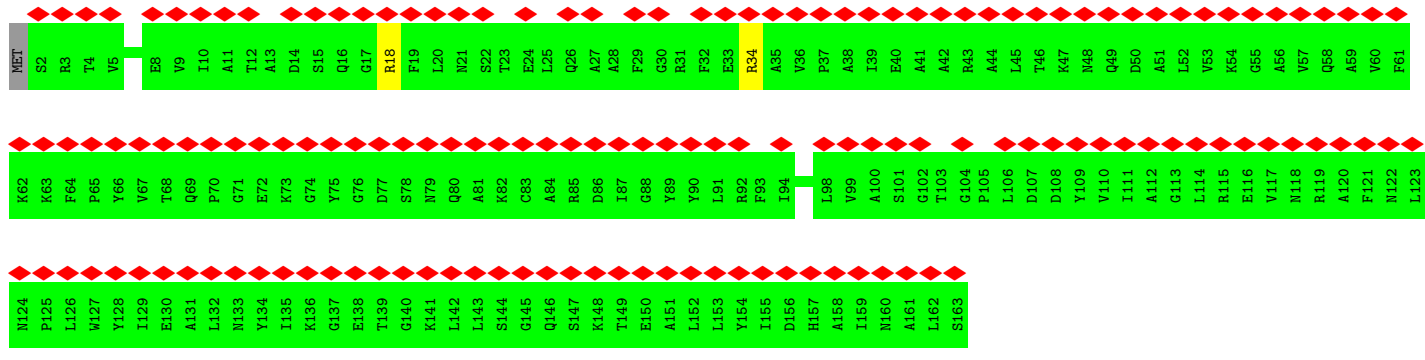 MET S2 R3 T4 V5 E8 V9 I10 A11 T12 A13 D14 S15 Q16 G17 R18 F19 L20 N21 S22 T23 E24 L25 Q26 A27 A28 F29 G30 R31 F32 E33 R34 A35 V36 P37 A38 I39 E40 A41 A42 R43 A44 L45 T46 K47 N48 Q49 D50 A51 L52 V53 K54 G55 A56 V57 Q58 A59 V60 F61
K62 K63 F64 P65 Y66 V67 T68 Q69 P70 G71 E72 K73 G74 Y75 G76 D77 S78 N79 Q80 A81 K82 C83 A84 R85 D86 I87 G88 Y89 Y90 L91 R92 F93 I94 L98 V99 A100 S101 G102 T103 G104 P105 L106 D107 D108 Y109 V110 I111 A112 G113 L114 R115 E116 V117 N118 R119 A120 F121 N122 L123
N124 P125 L126 W127 Y128 I129 E130 A131 L132 N133 Y134 I135 K136 G137 E138 T139 G140 K141 L142 L143 S144 G145 Q146 S147 K148 T149 E150 A151 L152 L153 Y154 I155 D156 H157 A158 I159 N160 A161 L162 S163